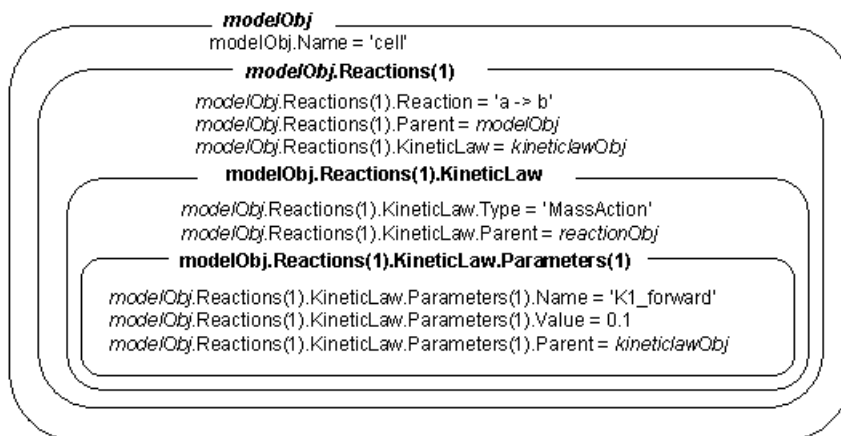 modelObj
modelObj.Name = 'cell'
modelObj.Reactions(1)
modelObj.Reactions(1).Reaction = 'a -> b'
modelObj.Reactions(1).Parent = modelObj
modelObj.Reactions(1).KineticLaw = kineticlawObj
modelObj.Reactions(1).KineticLaw
modelObj.Reactions(1).KineticLaw.Type = 'MassAction'
modelObj.Reactions(1).KineticLaw.Parent = reactionObj
modelObj.Reactions(1).KineticLaw.Parameters(1)
modelObj.Reactions(1).KineticLaw.Parameters(1).Name = 'K1_forward'
modelObj.Reactions(1).KineticLaw.Parameters(1).Value = 0.1
modelObj.Reactions(1).KineticLaw.Parameters(1).Parent = kineticlawObj